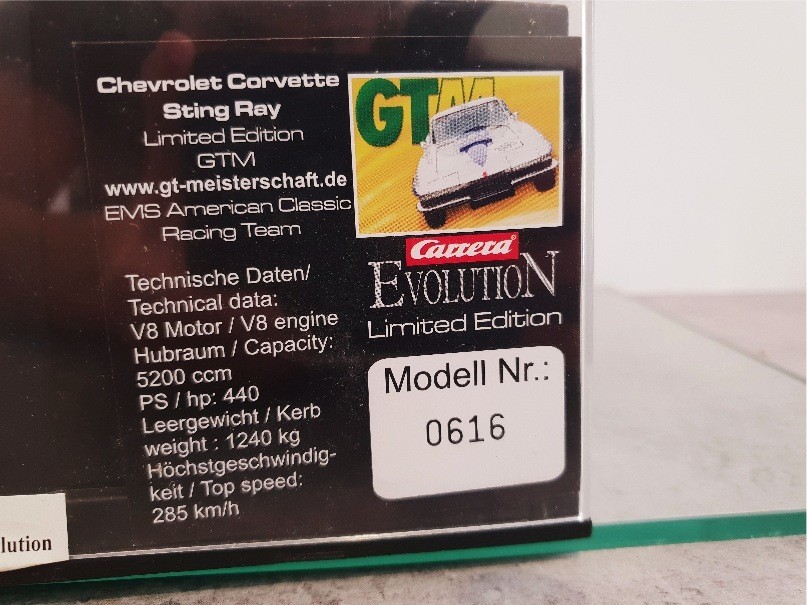 Chevrolet Corvette
Sting Ray
Limited Edition
GTM
www.gt-meisterschaft.de
EMS American Classic
Racing Team
Technische Daten/
Technical data:
V8 Motor / V8 engine
Hubraum / Capacity:
5200 ccm
PS / hp: 440
Leergewicht / Kerb
weight : 1240 kg
Höchstgeschwindig-
keit / Top speed:
285 km/h
GTM
Carrera®
EVOLUTION
Limited Edition
Modell Nr.:
0616
lution